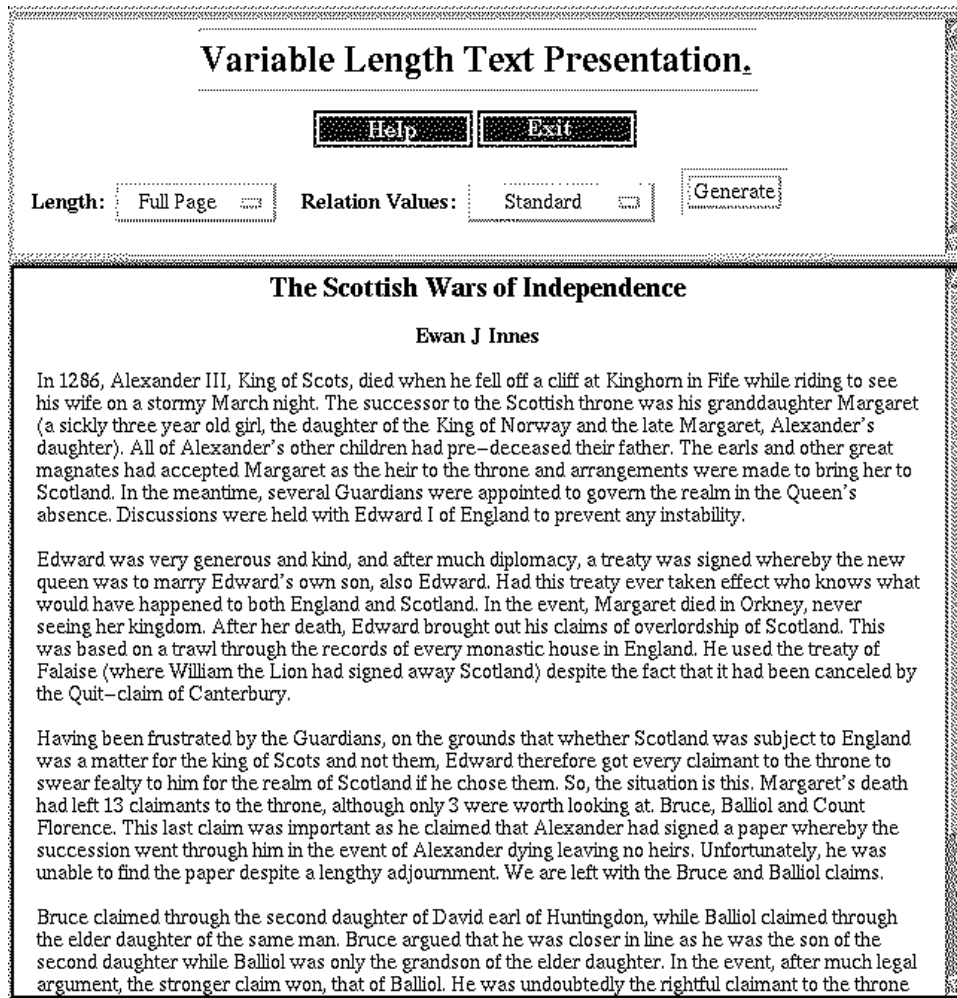 Variable Length Text Presentation.
Help Exit
Length: Full Page Relation Values: Standard Generate
The Scottish Wars of Independence
Ewan J Innes
In 1286, Alexander III, King of Scots, died when he fell off a cliff at Kinghorn in Fife while riding to see
his wife on a stormy March night. The successor to the Scottish throne was his granddaughter Margaret
(a sickly three year old girl, the daughter of the King of Norway and the late Margaret, Alexander's
daughter). All of Alexander's other children had pre–deceased their father. The earls and other great
magnates had accepted Margaret as the heir to the throne and arrangements were made to bring her to
Scotland. In the meantime, several Guardians were appointed to govern the realm in the Queen's
absence. Discussions were held with Edward I of England to prevent any instability.
Edward was very generous and kind, and after much diplomacy, a treaty was signed whereby the new
queen was to marry Edward's own son, also Edward. Had this treaty ever taken effect who knows what
would have happened to both England and Scotland. In the event, Margaret died in Orkney, never
seeing her kingdom. After her death, Edward brought out his claims of overlordship of Scotland. This
was based on a trawl through the records of every monastic house in England. He used the treaty of
Falaise (where William the Lion had signed away Scotland) despite the fact that it had been canceled by
the Quit–claim of Canterbury.
Having been frustrated by the Guardians, on the grounds that whether Scotland was subject to England
was a matter for the king of Scots and not them, Edward therefore got every claimant to the throne to
swear fealty to him for the realm of Scotland if he chose them. So, the situation is this. Margaret's death
had left 13 claimants to the throne, although only 3 were worth looking at. Bruce, Balliol and Count
Florence. This last claim was important as he claimed that Alexander had signed a paper whereby the
succession went through him in the event of Alexander dying leaving no heirs. Unfortunately, he was
unable to find the paper despite a lengthy adjournment. We are left with the Bruce and Balliol claims.
Bruce claimed through the second daughter of David earl of Huntingdon, while Balliol claimed through
the elder daughter of the same man. Bruce argued that he was closer in line as he was the son of the
second daughter while Balliol was only the grandson of the elder daughter. In the event, after much legal
argument, the stronger claim won, that of Balliol. He was undoubtedly the rightful claimant to the throne